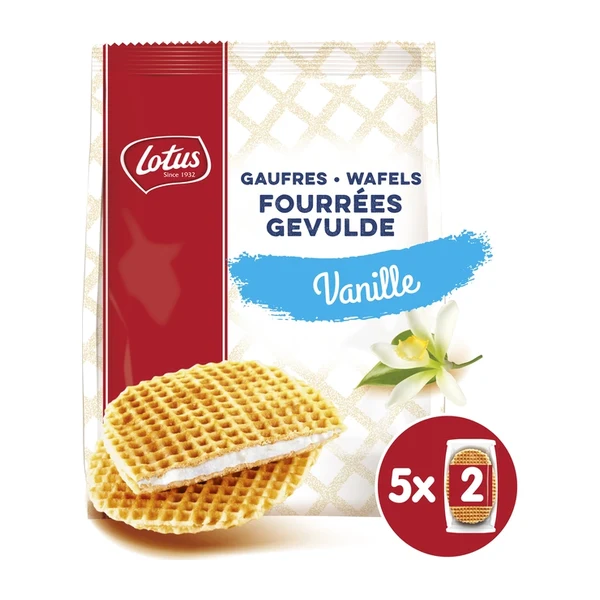 Lotus
Since 1932
GAUFRES • WAFELS
FOURRÉES
GEVULDE
Vanille
5x 2